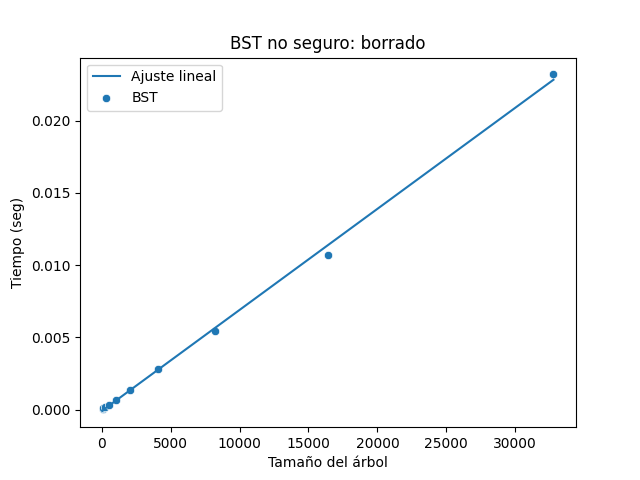 BST no seguro: borrado
Ajuste lineal
BST
0.020
0.015
0.010
0.005
0.000
Tiempo (seg)
0 5000 10000 15000 20000 25000 30000
Tamaño del árbol